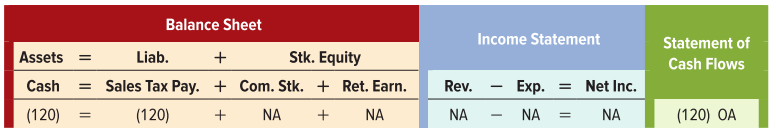 Balance Sheet
Income Statement
Statement of
Cash Flows
Assets = Liab. + Stk. Equity
Cash = Sales Tax Pay. + Com. Stk. + Ret. Earn. Rev. − Exp. = Net Inc.
(120) = (120) + NA + NA NA − NA = NA (120) OA